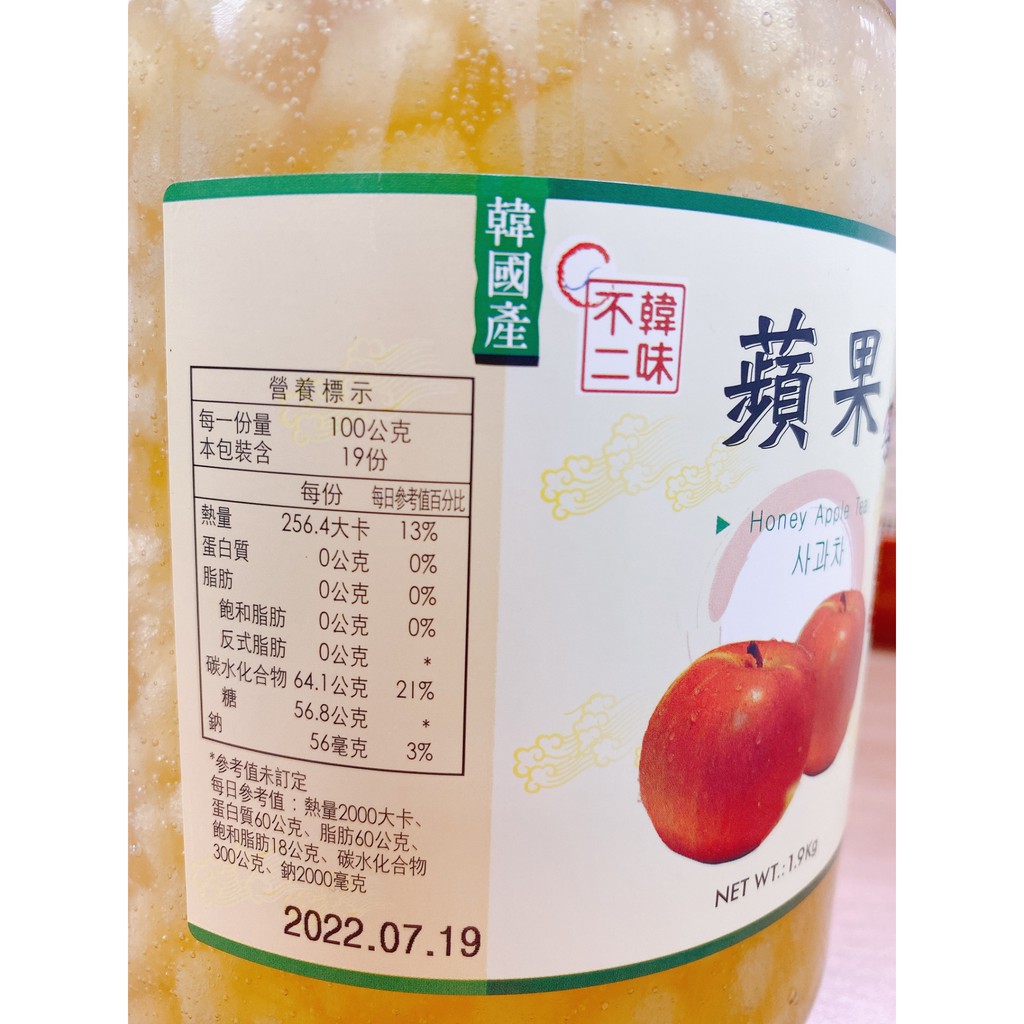 韓國產
韓味
不二
蘋果
Honey Apple Tea
사과차
NET WT.: 1.9Kg
營養標示
每一份量 100公克
本包裝含 19份
每份 每日參考值百分比
熱量 256.4大卡 13%
蛋白質 0公克 0%
脂肪 0公克 0%
飽和脂肪 0公克 0%
反式脂肪 0公克 *
碳水化合物 64.1公克 21%
糖 56.8公克 *
鈉 56毫克 3%
*參考值未訂定
每日參考值：熱量2000大卡、
蛋白質60公克、脂肪60公克、
飽和脂肪18公克、碳水化合物
300公克、鈉2000毫克
2022.07.19